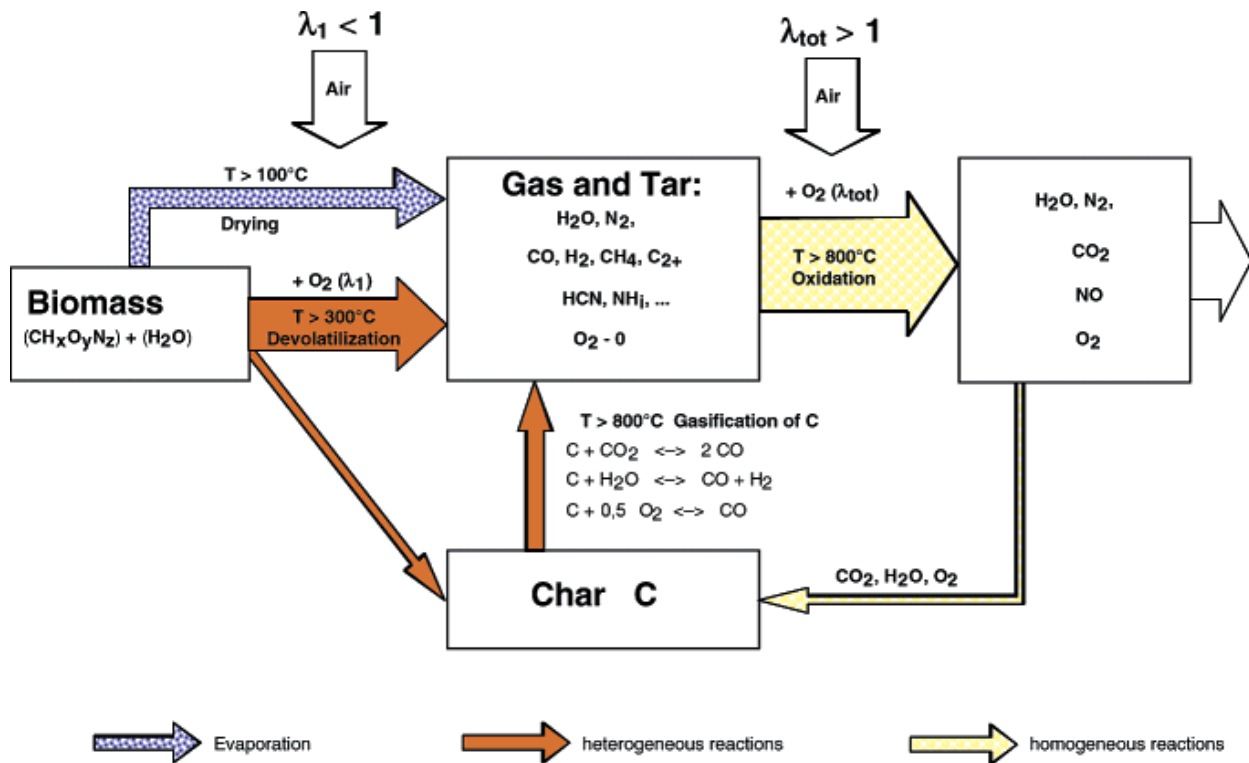 λ₁ < 1
λtot > 1
Air
Air
T > 100°C
Drying
Gas and Tar:
H₂O, N₂,
CO, H₂, CH₄, C₂₊
HCN, NHᵢ, ...
O₂ - 0
+ O₂ (λtot)
T > 800°C
Oxidation
H₂O, N₂,
CO₂
NO
O₂
Biomass
(CHxOyNz) + (H₂O)
+ O₂ (λ₁)
T > 300°C
Devolatilization
T > 800°C Gasification of C
C + CO₂ <–> 2 CO
C + H₂O <–> CO + H₂
C + 0,5 O₂ <–> CO
Char C
CO₂, H₂O, O₂
Evaporation
heterogeneous reactions
homogeneous reactions